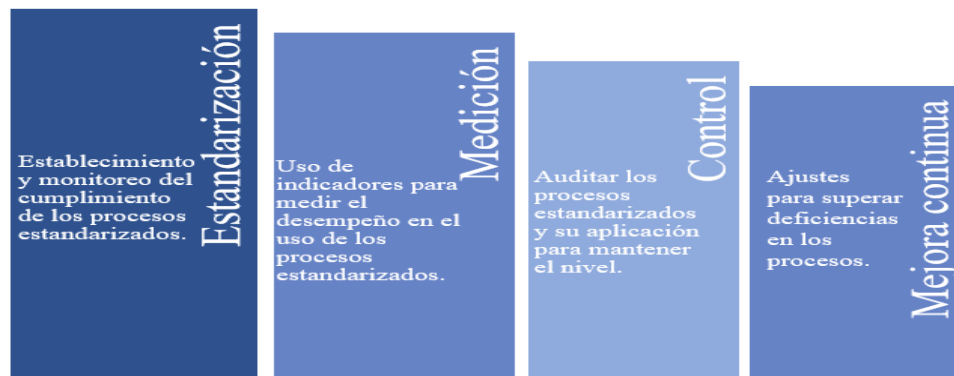 Estandarización
Establecimiento
y monitoreo del
cumplimiento
de los procesos
estandarizados.
Medición
Uso de
indicadores para
medir el
desempeño en el
uso de los
procesos
estandarizados.
Control
Auditar los
procesos
estandarizados
y su aplicación
para mantener
el nivel.
Mejora continua
Ajustes
para superar
deficiencias
en los
procesos.